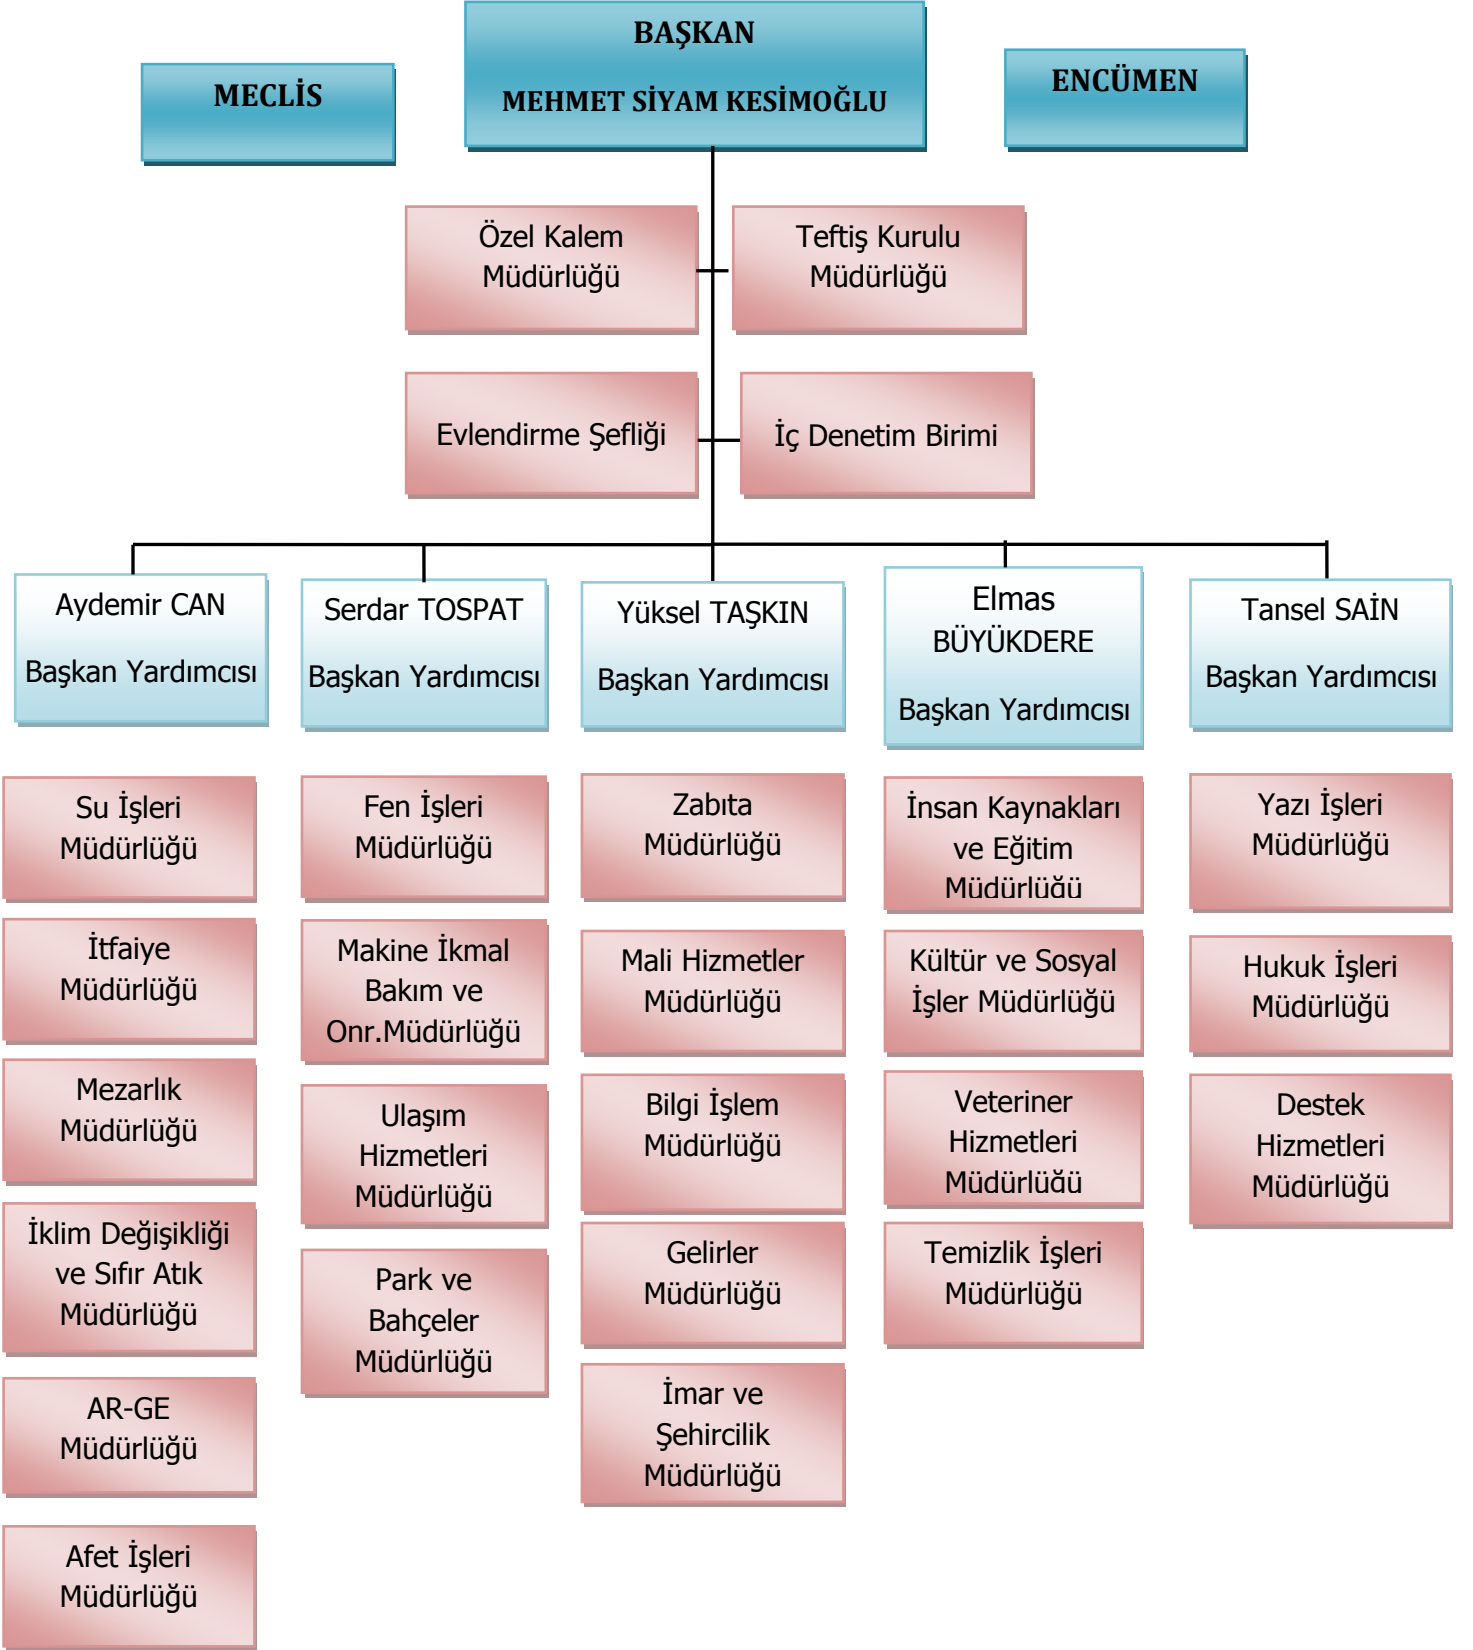 BAŞKAN
MEHMET SİYAM KESİMOĞLU
MECLİS
ENCÜMEN
Özel Kalem
Müdürlüğü
Teftiş Kurulu
Müdürlüğü
Evlendirme Şefliği
İç Denetim Birimi
Aydemir CAN
Başkan Yardımcısı
Serdar TOSPAT
Başkan Yardımcısı
Yüksel TAŞKIN
Başkan Yardımcısı
Elmas
BÜYÜKDERE
Başkan Yardımcısı
Tansel SAİN
Başkan Yardımcısı
Su İşleri
Müdürlüğü
İtfaiye
Müdürlüğü
Mezarlık
Müdürlüğü
İklim Değişikliği
ve Sıfır Atık
Müdürlüğü
AR-GE
Müdürlüğü
Afet İşleri
Müdürlüğü
Fen İşleri
Müdürlüğü
Makine İkmal
Bakım ve
Onr.Müdürlüğü
Ulaşım
Hizmetleri
Müdürlüğü
Park ve
Bahçeler
Müdürlüğü
Zabıta
Müdürlüğü
Mali Hizmetler
Müdürlüğü
Bilgi İşlem
Müdürlüğü
Gelirler
Müdürlüğü
İmar ve
Şehircilik
Müdürlüğü
İnsan Kaynakları
ve Eğitim
Müdürlüğü
Kültür ve Sosyal
İşler Müdürlüğü
Veteriner
Hizmetleri
Müdürlüğü
Temizlik İşleri
Müdürlüğü
Yazı İşleri
Müdürlüğü
Hukuk İşleri
Müdürlüğü
Destek
Hizmetleri
Müdürlüğü